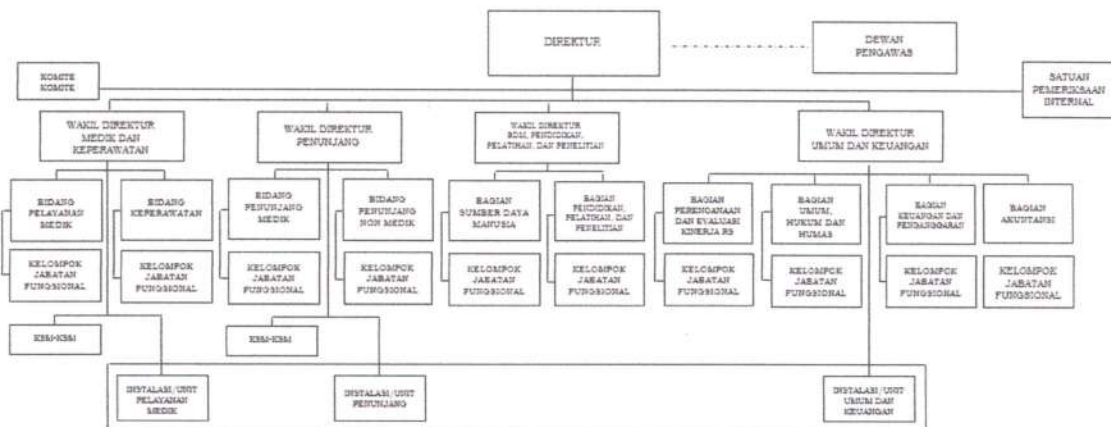 DIREKTUR
DEWAN
PENGAWAS
KOMITE
KOMITE
SATUAN
PEMERIKSAAN
INTERNAL
WAKIL DIREKTUR
MEDIK DAN
KEPERAWATAN
WAKIL DIREKTUR
PENUNJANG
WAKIL DIREKTUR
SDM, PENDIDIKAN,
PELATIHAN, DAN PENELITIAN
WAKIL DIREKTUR
UMUM DAN KEUANGAN
BIDANG
PELAYANAN
MEDIK
BIDANG
KEPERAWATAN
BIDANG
PENUNJANG
MEDIK
BIDANG
PENUNJANG
NON MEDIK
BAGIAN
SUMBER DAYA
MANUSIA
BAGIAN
PENDIDIKAN,
PELATIHAN, DAN
PENELITIAN
BAGIAN
PERENCANAAN
DAN EVALUASI
KINERJA RS
BAGIAN
UMUM,
HUKUM DAN
HUMAS
BAGIAN
KEUANGAN DAN
PENGANGGARAN
BAGIAN
AKUNTANSI
KELOMPOK
JABATAN
FUNGSIONAL
KELOMPOK
JABATAN
FUNGSIONAL
KELOMPOK
JABATAN
FUNGSIONAL
KELOMPOK
JABATAN
FUNGSIONAL
KELOMPOK
JABATAN
FUNGSIONAL
KELOMPOK
JABATAN
FUNGSIONAL
KELOMPOK
JABATAN
FUNGSIONAL
KELOMPOK
JABATAN
FUNGSIONAL
KELOMPOK
JABATAN
FUNGSIONAL
KELOMPOK
JABATAN
FUNGSIONAL
KSM-KSM
KSM-KSM
INSTALASI/UNIT
PELAYANAN
MEDIK
INSTALASI/UNIT
PENUNJANG
INSTALASI/UNIT
UMUM DAN
KEUANGAN